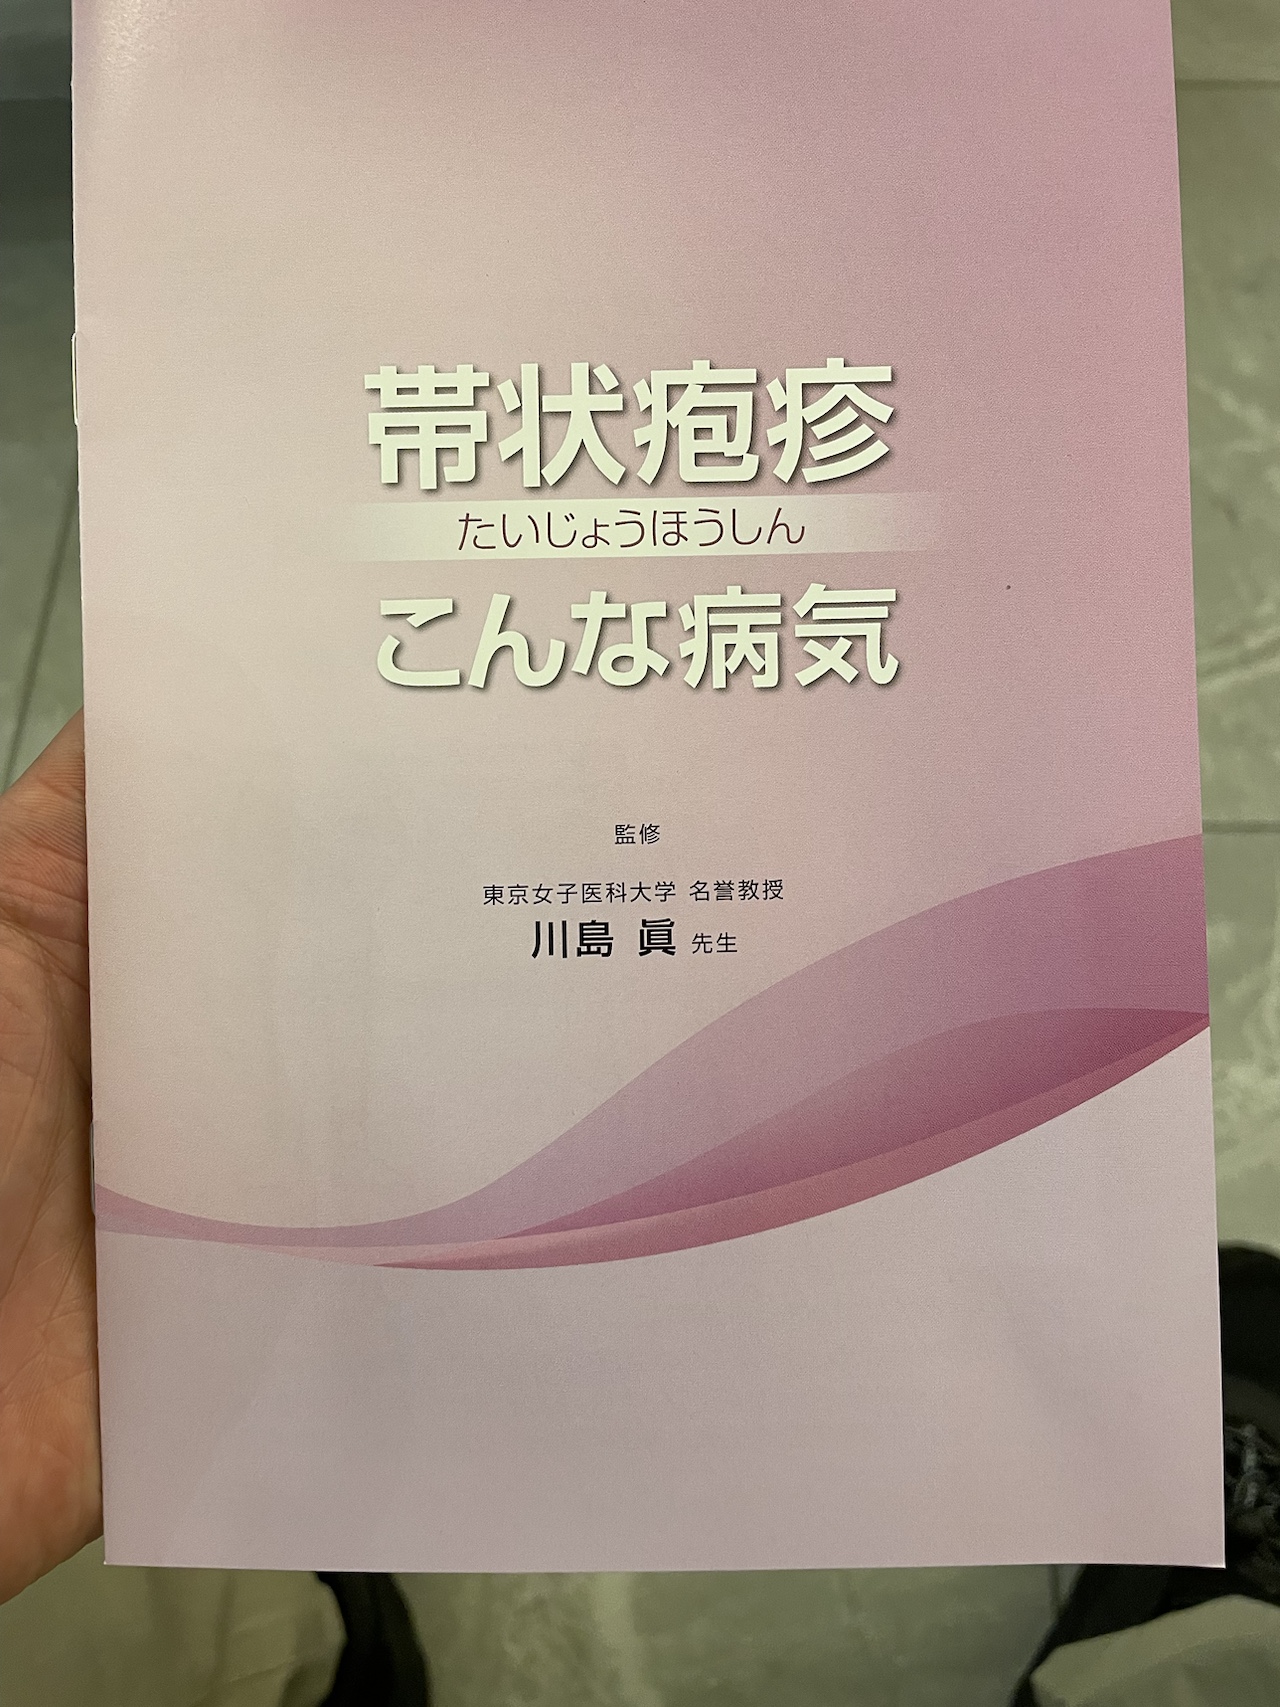 帯状疱疹
たいじょうほうしん
こんな病気
監修
東京女子医科大学 名誉教授
川島 眞 先生